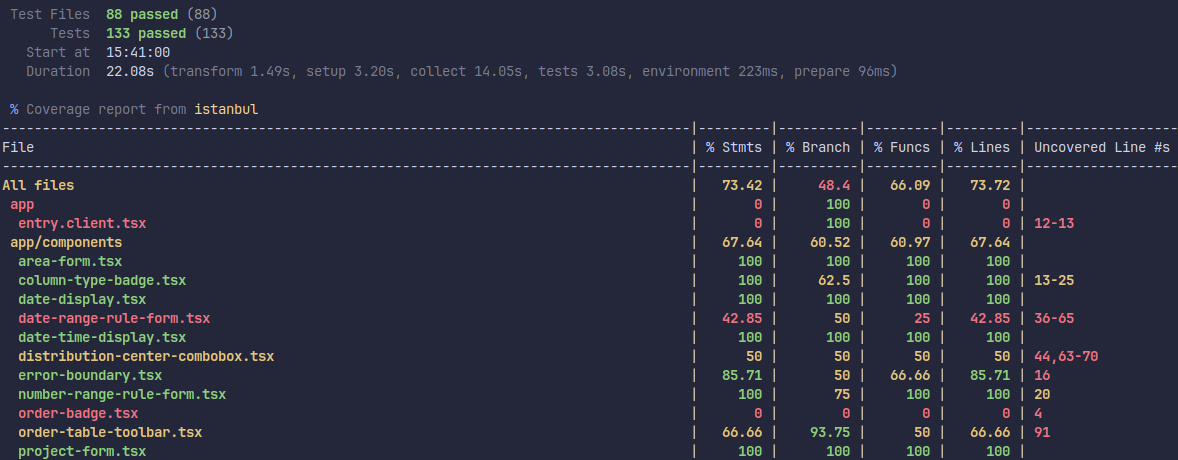 Test Files 88 passed (88)
Tests 133 passed (133)
Start at 15:41:00
Duration 22.08s (transform 1.49s, setup 3.20s, collect 14.05s, tests 3.08s, environment 223ms, prepare 96ms)
% Coverage report from istanbul
File | % Stmts | % Branch | % Funcs | % Lines | Uncovered Line #s
All files | 73.42 | 48.4 | 66.09 | 73.72 |
app | 0 | 100 | 0 | 0 |
entry.client.tsx | 0 | 100 | 0 | 0 | 12-13
app/components | 67.64 | 60.52 | 60.97 | 67.64 |
area-form.tsx | 100 | 100 | 100 | 100 |
column-type-badge.tsx | 100 | 62.5 | 100 | 100 | 13-25
date-display.tsx | 100 | 100 | 100 | 100 |
date-range-rule-form.tsx | 42.85 | 50 | 25 | 42.85 | 36-65
date-time-display.tsx | 100 | 100 | 100 | 100 |
distribution-center-combobox.tsx | 50 | 50 | 50 | 50 | 44,63-70
error-boundary.tsx | 85.71 | 50 | 66.66 | 85.71 | 16
number-range-rule-form.tsx | 100 | 75 | 100 | 100 | 20
order-badge.tsx | 0 | 0 | 0 | 0 | 4
order-table-toolbar.tsx | 66.66 | 93.75 | 50 | 66.66 | 91
project-form.tsx | 100 | 100 | 100 | 100 |